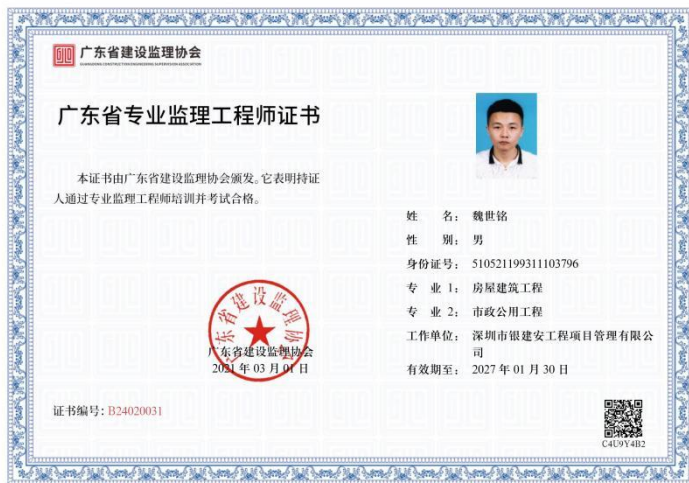 广东省建设监理协会
GUANGDONG CONSTRUCTION ENGINEERING SUPERVISION ASSOCIATION
广东省专业监理工程师证书
本证书由广东省建设监理协会颁发。它表明持证
人通过专业监理工程师培训并考试合格。
姓 名： 魏世铭
性 别： 男
身份证号： 510521199311103796
专 业 1： 房屋建筑工程
专 业 2： 市政公用工程
工作单位： 深圳市银建安工程项目管理有限公
司
有效期至： 2027 年 01 月 30 日
广东省建设监理协会
广东省建设监理协会
2021 年 03 月 01 日
证书编号：B24020031
C4U9Y4B2